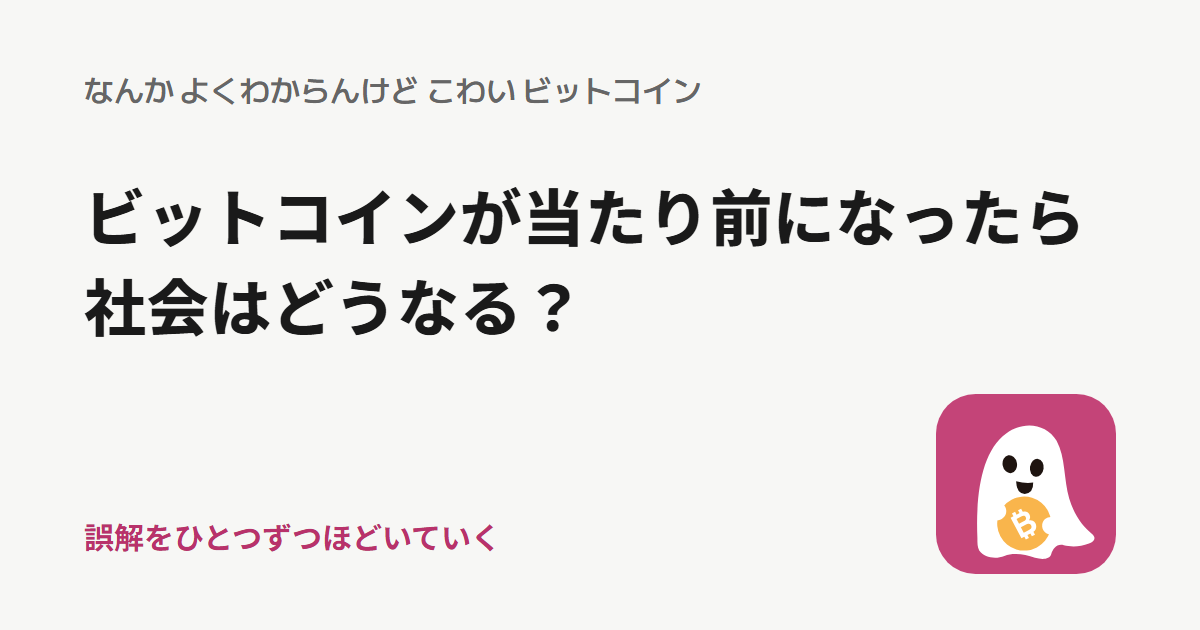 なんか よくわからんけど こわい ビットコイン
ビットコインが当たり前になったら
社会はどうなる？
誤解をひとつずつほどいていく